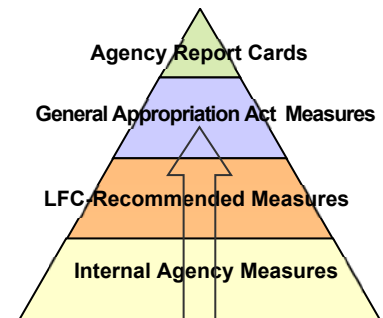 Agency Report Cards
General Appropriation Act Measures
LFC-Recommended Measures
Internal Agency Measures